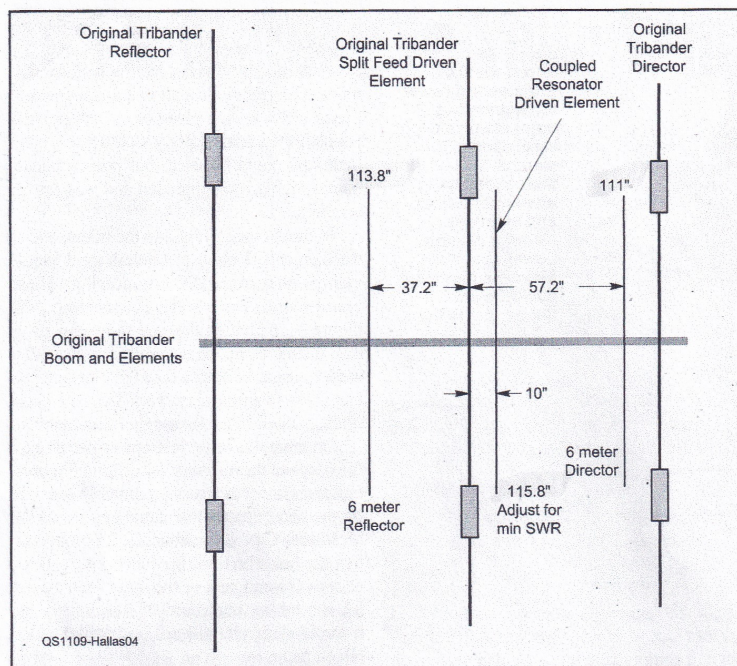 Original Tribander
Reflector
Original Tribander
Split Feed Driven
Element
Coupled
Resonator
Driven Element
Original
Tribander
Director
113.8"
111"
37.2"
57.2"
Original Tribander
Boom and Elements
10"
6 meter
Reflector
115.8"
Adjust for
min SWR
6 meter
Director
QS1109-Hallas04